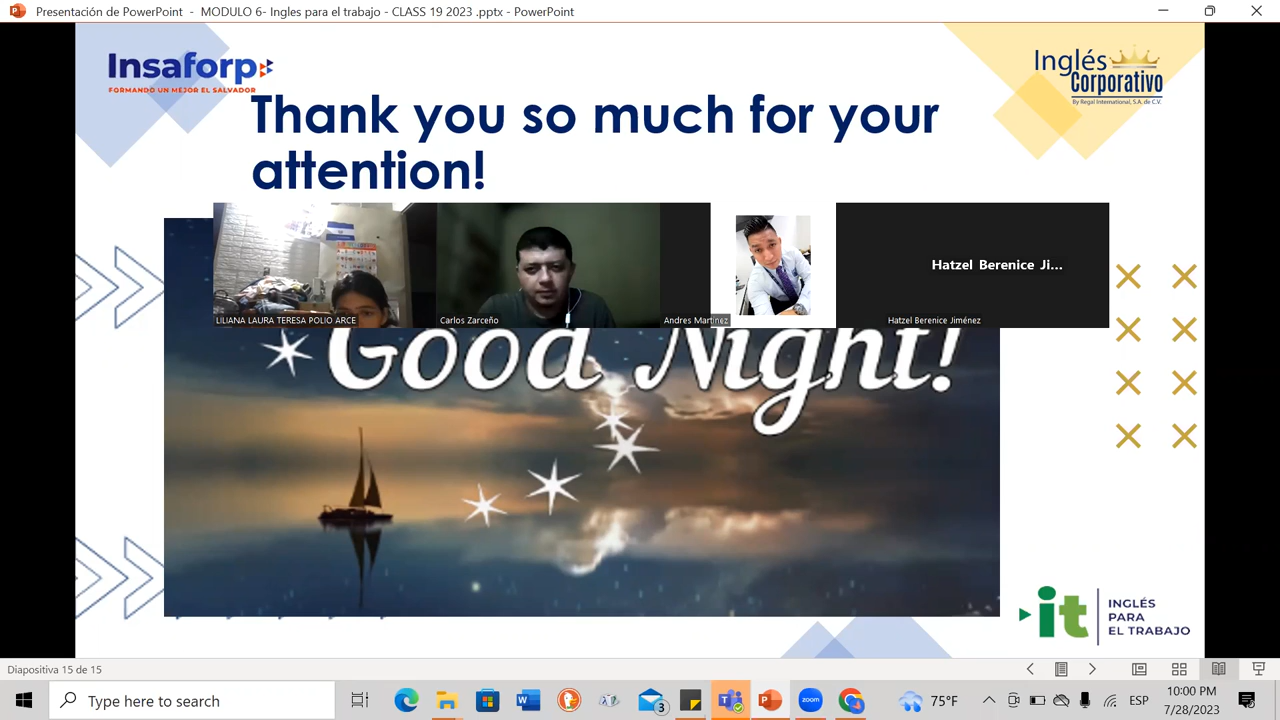 Presentación de PowerPoint - MODULO 6- Ingles para el trabajo - CLASS 19 2023 .pptx - PowerPoint
Insaforp
FORMANDO UN MEJOR EL SALVADOR
Inglés
Corporativo
By Regal International, S.A. de C.V.
Thank you so much for your
attention!
Hatzel Berenice Ji...
LILIANA LAURA TERESA POLIO ARCE
Carlos Zarceño
Andres Martinez
Hatzel Berenice Jiménez
Good Night!
it
INGLÉS
PARA
EL TRABAJO
Diapositiva 15 de 15
Type here to search
3
zoom
75°F
ESP
10:00 PM
7/28/2023